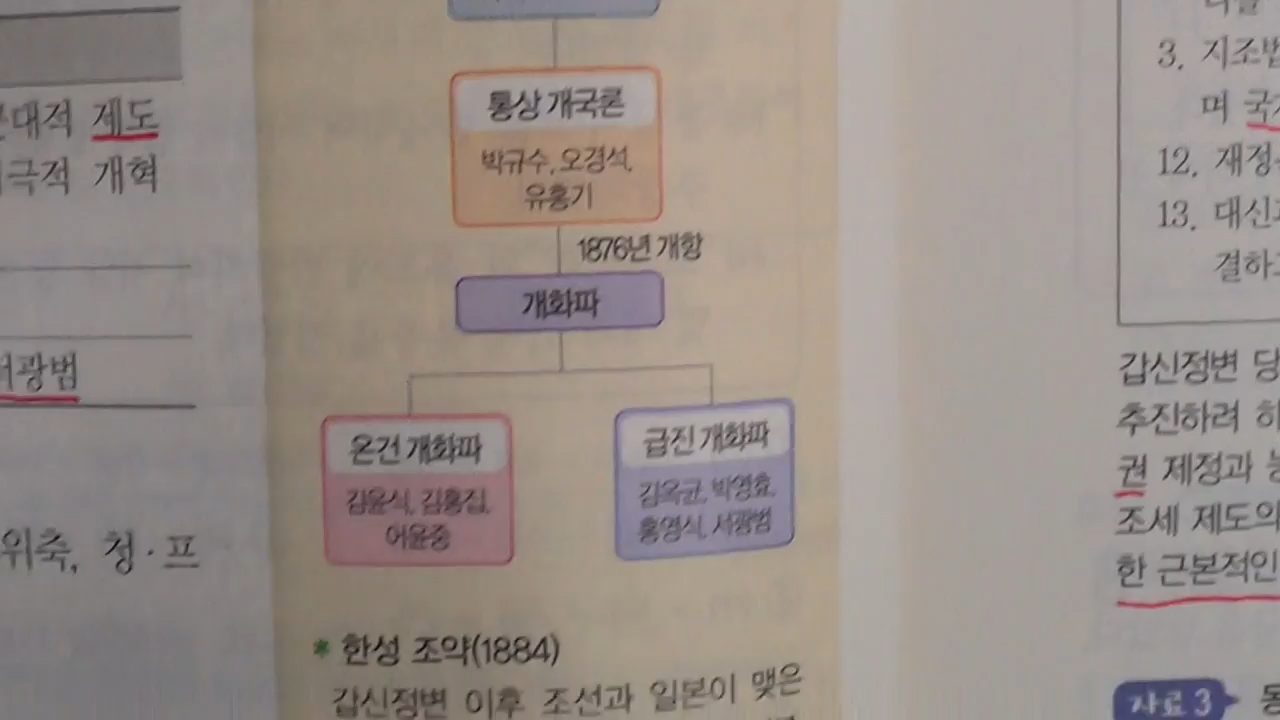 제도
극적 개혁
위축, 청·프
통상 개국론
박규수, 오경석,
유홍기
1876년 개항
개화파
온건 개화파
김윤식, 김홍집,
어윤중
급진 개화파
김옥균, 박영효,
홍영식, 서광범
* 한성 조약(1884)
갑신정변 이후 조선과 일본이 맺은
3. 지조법
며 국
12. 재정
13. 대신
결하
갑신정변 당
추진하려 하
권 제정과
조세 제도의
한 근본적인
자료 3